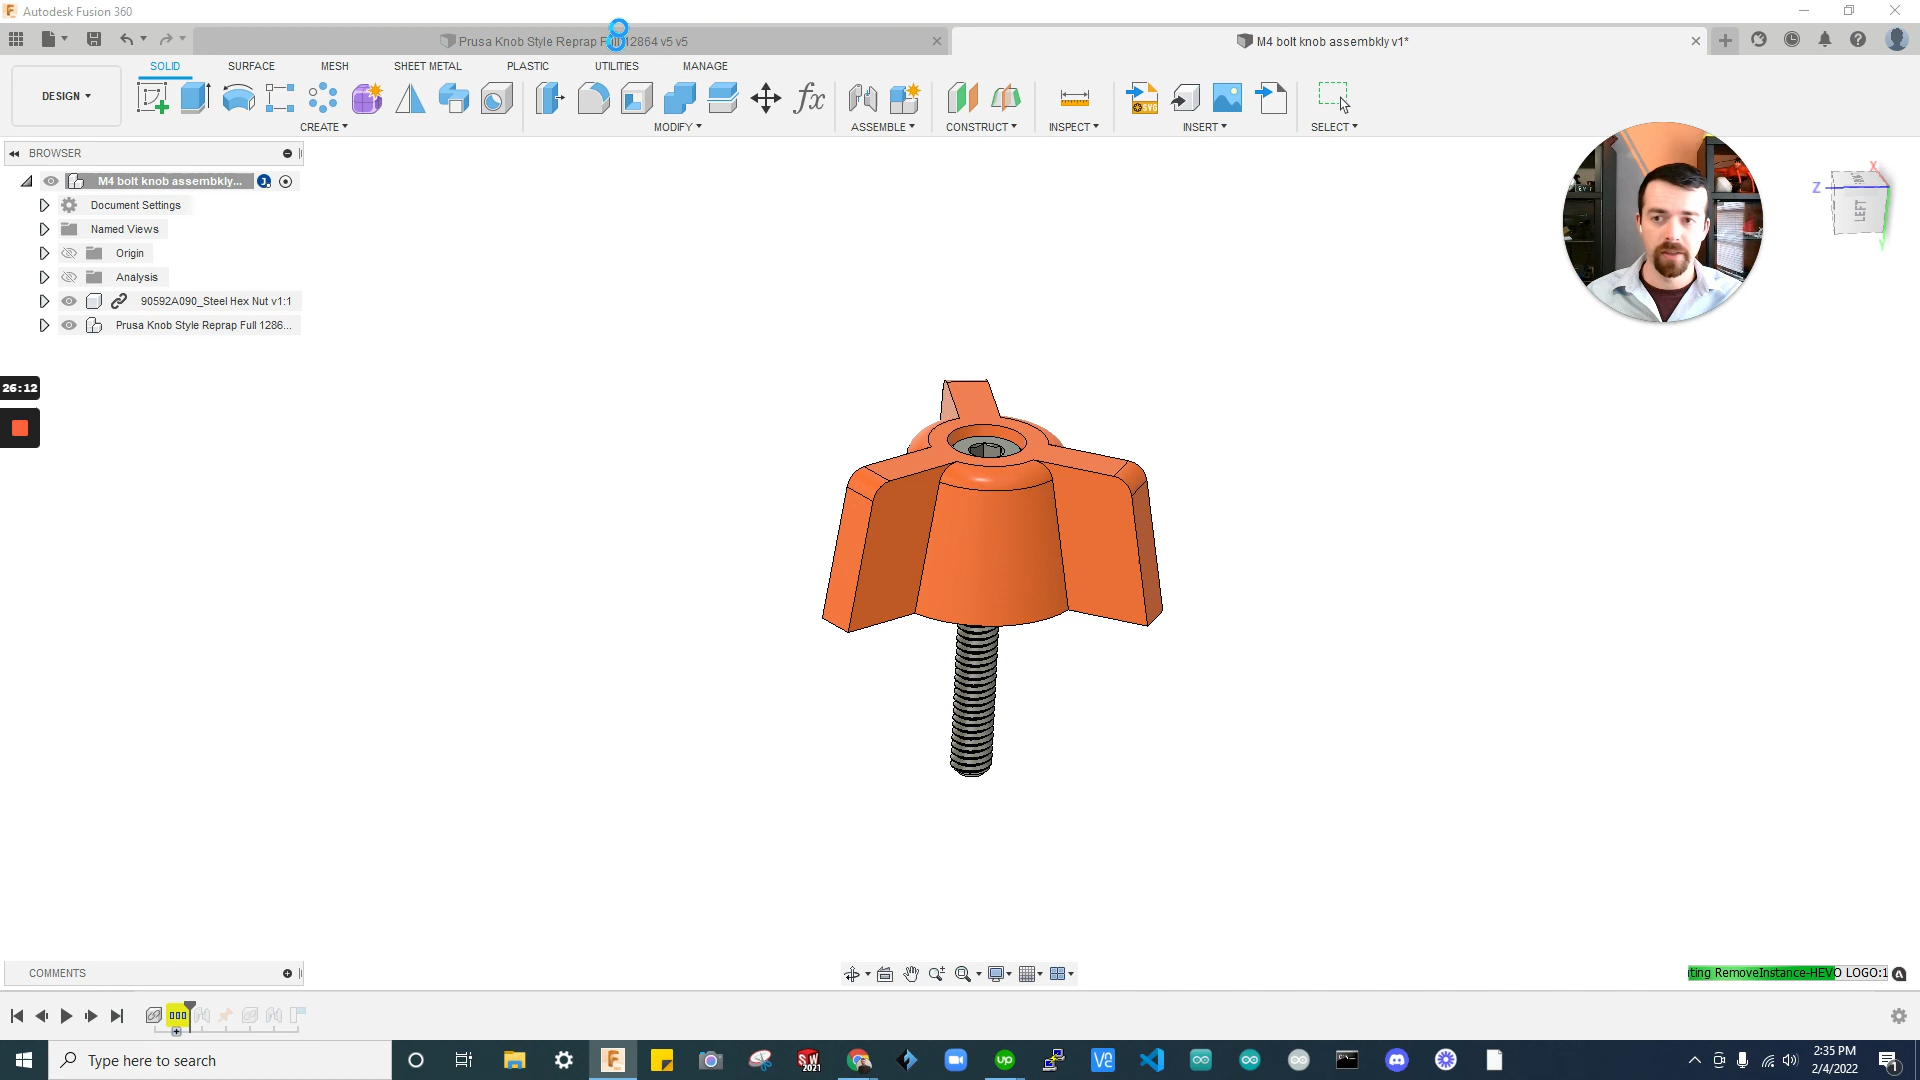 Autodesk Fusion 360
Prusa Knob Style Reprap Full 12864 v5 v5
M4 bolt knob assembkly v1*
DESIGN
SOLID
SURFACE
MESH
SHEET METAL
PLASTIC
UTILITIES
MANAGE
CREATE
MODIFY
ASSEMBLE
CONSTRUCT
INSPECT
INSERT
SELECT
BROWSER
M4 bolt knob assembkly...
Document Settings
Named Views
Origin
Analysis
90592A090_Steel Hex Nut v1:1
Prusa Knob Style Reprap Full 1286...
26:12
X
Z
LEFT
Y
COMMENTS
ting RemoveInstance-HEVO LOGO:1
Type here to search
2:35 PM
2/4/2022